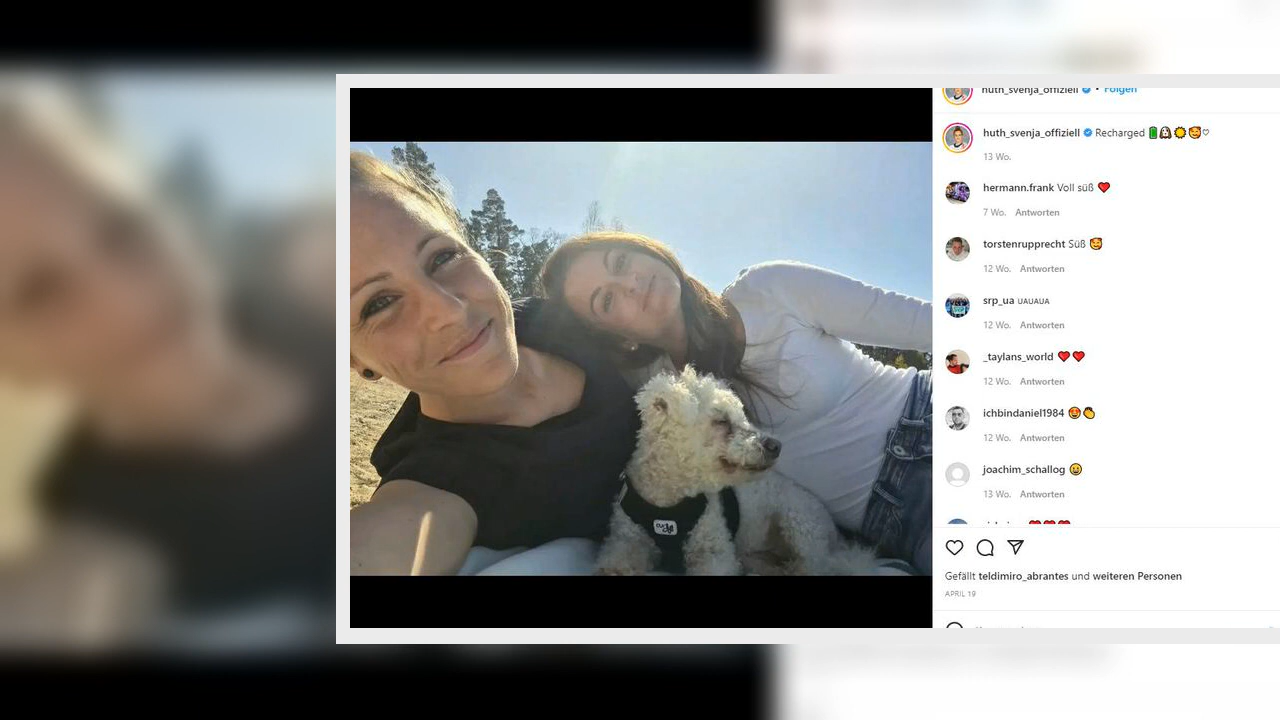 huth_svenja_offiziell • Folgen
huth_svenja_offiziell Recharged
13 Wo.
hermann.frank Voll süß
7 Wo. Antworten
torstenrupprecht Süß
12 Wo. Antworten
srp_ua UAUAUA
12 Wo. Antworten
_taylans_world
12 Wo. Antworten
ichbindaniel1984
12 Wo. Antworten
joachim_schallog
13 Wo. Antworten
Gefällt teldimiro_abrantes und weiteren Personen
APRIL 19